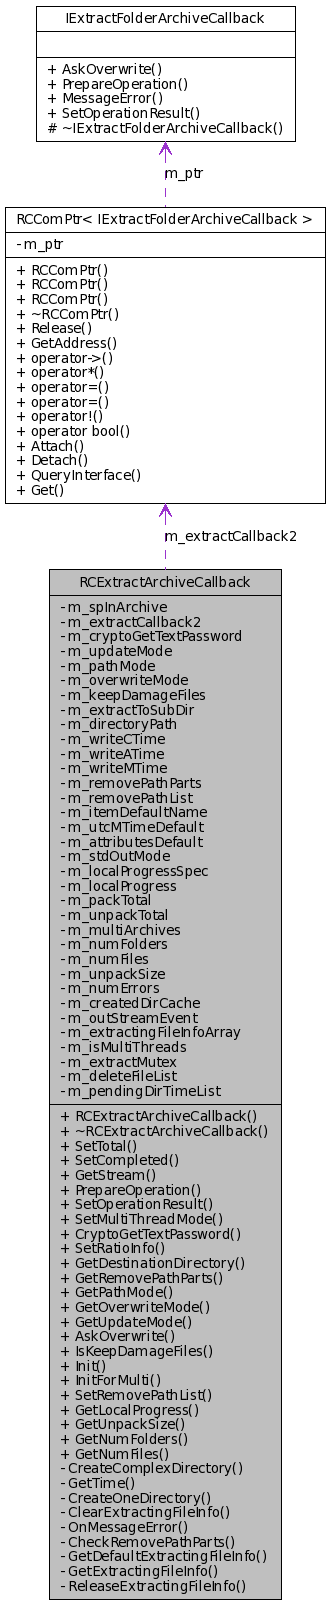 IExtractFolderArchiveCallback
+ AskOverwrite()
+ PrepareOperation()
+ MessageError()
+ SetOperationResult()
# ~IExtractFolderArchiveCallback()
m_ptr
RCComPtr< IExtractFolderArchiveCallback >
- m_ptr
+ RCComPtr()
+ RCComPtr()
+ RCComPtr()
+ ~RCComPtr()
+ Release()
+ GetAddress()
+ operator->()
+ operator*()
+ operator=()
+ operator=()
+ operator!()
+ operator bool()
+ Attach()
+ Detach()
+ QueryInterface()
+ Get()
m_extractCallback2
RCExtractArchiveCallback
- m_spInArchive
- m_extractCallback2
- m_cryptoGetTextPassword
- m_updateMode
- m_pathMode
- m_overwriteMode
- m_keepDamageFiles
- m_extractToSubDir
- m_directoryPath
- m_writeCTime
- m_writeATime
- m_writeMTime
- m_removePathParts
- m_removePathList
- m_itemDefaultName
- m_utcMTimeDefault
- m_attributesDefault
- m_stdOutMode
- m_localProgressSpec
- m_localProgress
- m_packTotal
- m_unpackTotal
- m_multiArchives
- m_numFolders
- m_numFiles
- m_unpackSize
- m_numErrors
- m_createdDirCache
- m_outStreamEvent
- m_extractingFileInfoArray
- m_isMultiThreads
- m_extractMutex
- m_deleteFileList
- m_pendingDirTimeList
+ RCExtractArchiveCallback()
+ ~RCExtractArchiveCallback()
+ SetTotal()
+ SetCompleted()
+ GetStream()
+ PrepareOperation()
+ SetOperationResult()
+ SetMultiThreadMode()
+ CryptoGetTextPassword()
+ SetRatioInfo()
+ GetDestinationDirectory()
+ GetRemovePathParts()
+ GetPathMode()
+ GetOverwriteMode()
+ GetUpdateMode()
+ AskOverwrite()
+ IsKeepDamageFiles()
+ Init()
+ InitForMulti()
+ SetRemovePathList()
+ GetLocalProgress()
+ GetUnpackSize()
+ GetNumFolders()
+ GetNumFiles()
- CreateComplexDirectory()
- GetTime()
- CreateOneDirectory()
- ClearExtractingFileInfo()
- OnMessageError()
- CheckRemovePathParts()
- GetDefaultExtractingFileInfo()
- GetExtractingFileInfo()
- ReleaseExtractingFileInfo()